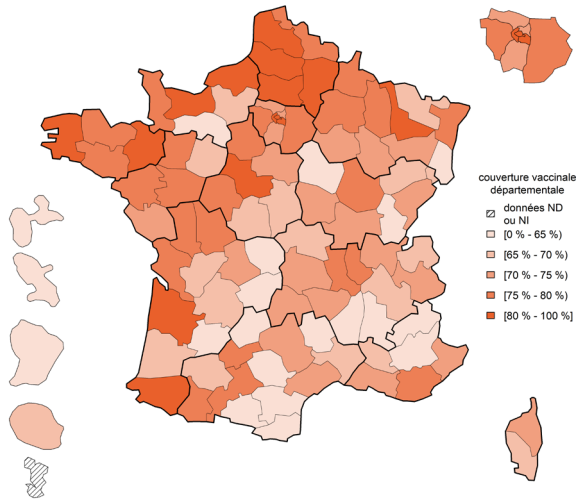 couverture vaccinale
départementale
données ND
ou NI
[0 % - 65 %)
[65 % - 70 %)
[70 % - 75 %)
[75 % - 80 %)
[80 % - 100 %]